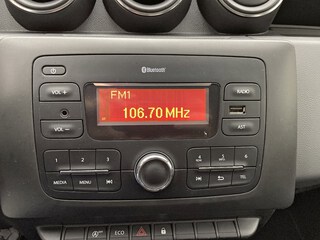 Bluetooth
VOL +
FM1
106.70 MHz
RADIO
VOL –
AST
1 2 3
4 5 6
MEDIA MENU
TEL
ECO